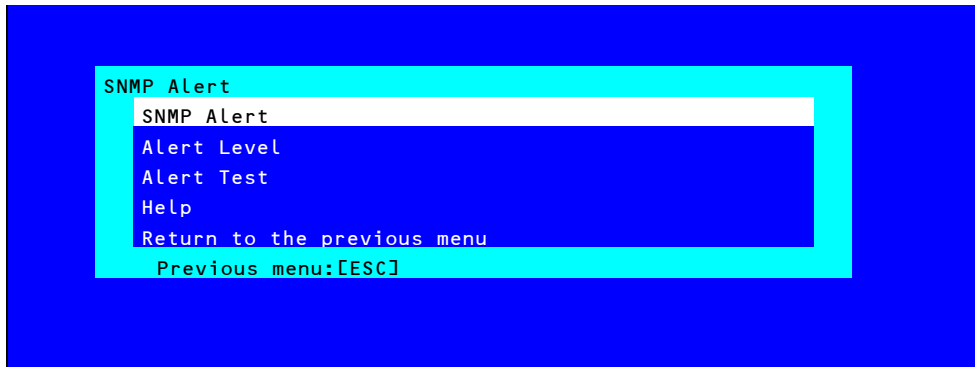 SNMP Alert
SNMP Alert
Alert Level
Alert Test
Help
Return to the previous menu
Previous menu:[ESC]